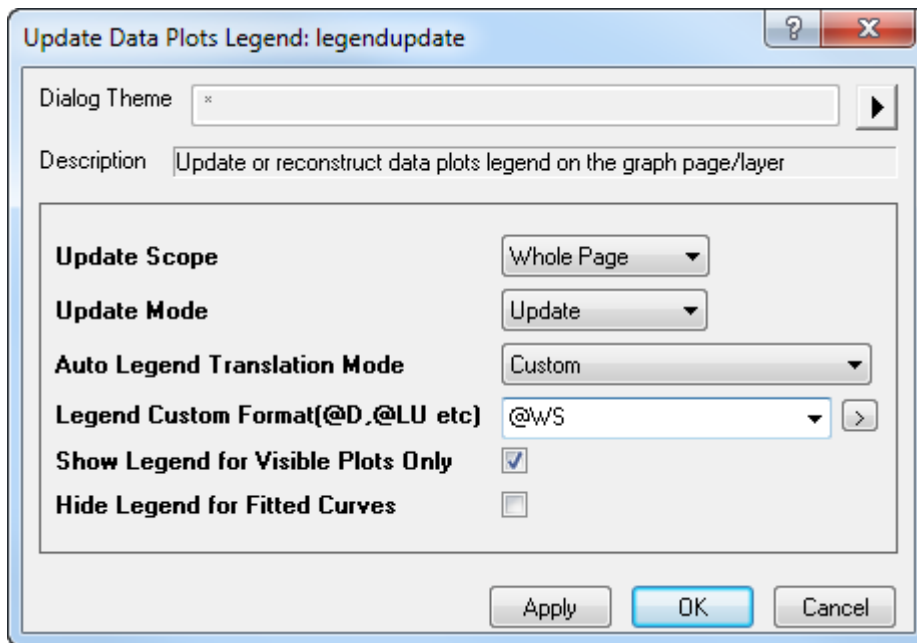 Update Data Plots Legend: legendupdate
?
Dialog Theme *
Description Update or reconstruct data plots legend on the graph page/layer
Update Scope Whole Page
Update Mode Update
Auto Legend Translation Mode Custom
Legend Custom Format(@D,@LU etc) @WS >
Show Legend for Visible Plots Only
Hide Legend for Fitted Curves
Apply OK Cancel